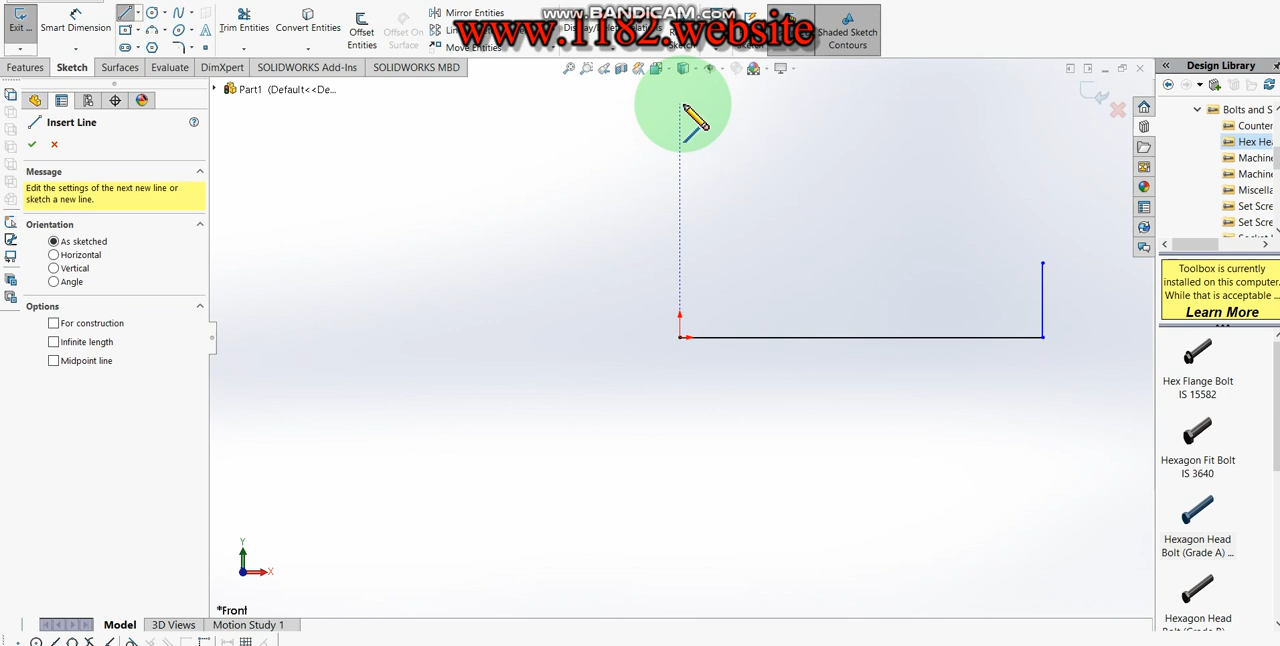 www.BANDICAM.com
www.1182.website
Exit ...
Smart Dimension
Trim Entities
Convert Entities
Offset
Entities
Offset On
Surface
Mirror Entities
Move Entities
Shaded Sketch
Contours
Features
Sketch
Surfaces
Evaluate
DimXpert
SOLIDWORKS Add-Ins
SOLIDWORKS MBD
Part1 (Default<<De...
Insert Line
Message
Edit the settings of the next new line or
sketch a new line.
Orientation
As sketched
Horizontal
Vertical
Angle
Options
For construction
Infinite length
Midpoint line
Y
X
*Front
Model
3D Views
Motion Study 1
Design Library
Bolts and S
Counter
Hex Hea
Machine
Machine
Miscella
Set Scre
Set Scre
Toolbox is currently
installed on this computer.
While that is acceptable ...
Learn More
Hex Flange Bolt
IS 15582
Hexagon Fit Bolt
IS 3640
Hexagon Head
Bolt (Grade A) ...
Hexagon Head